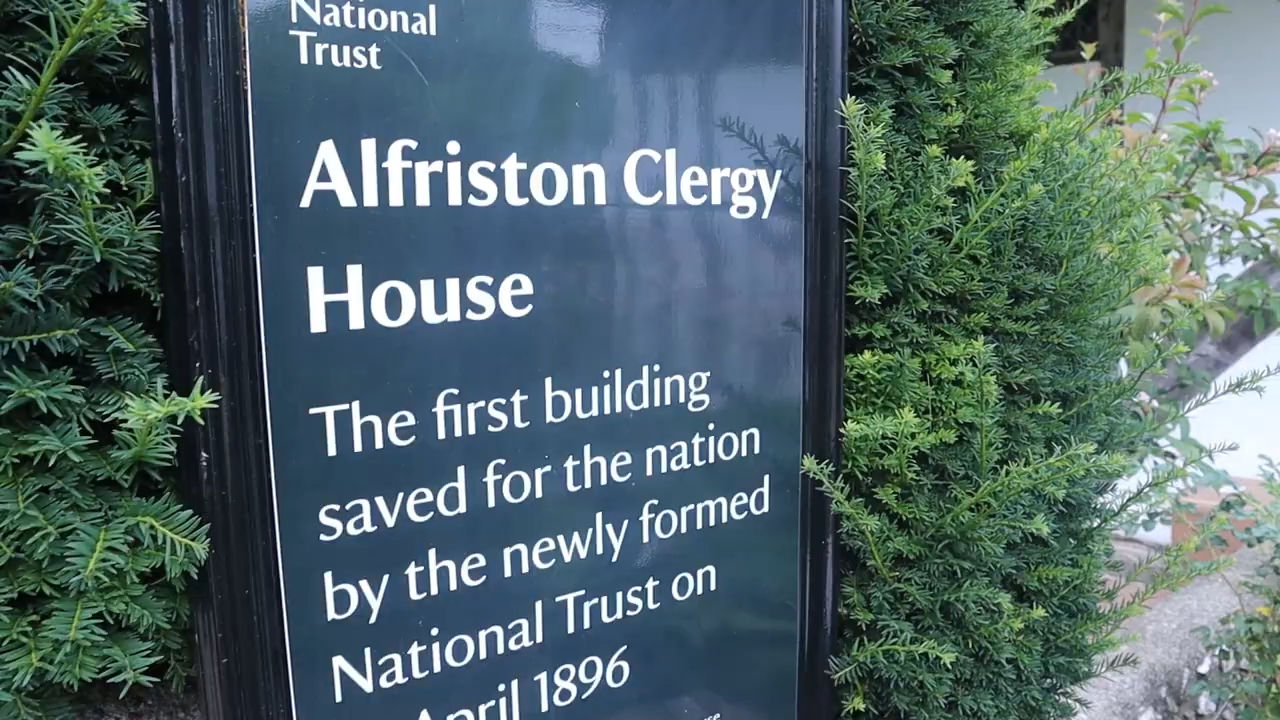 National
Trust
Alfriston Clergy
House
The first building
saved for the nation
by the newly formed
National Trust on
April 1896